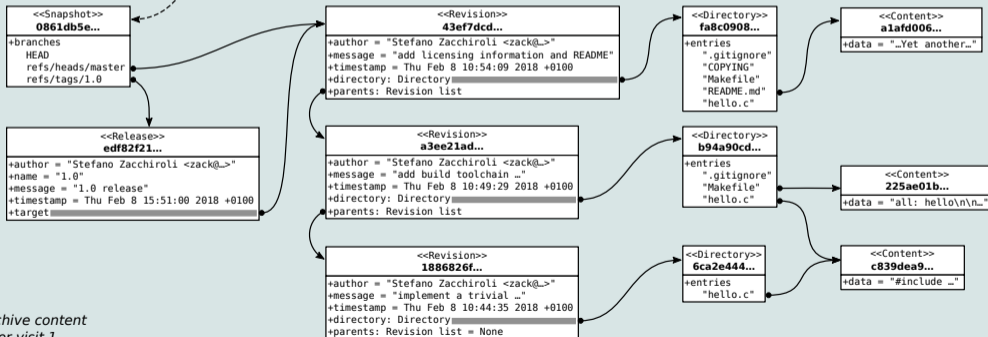 <<Snapshot>>
0861db5e…
+branches
HEAD
refs/heads/master
refs/tags/1.0
<<Release>>
edf82f21…
+author = "Stefano Zacchiroli <zack@…>"
+name = "1.0"
+message = "1.0 release"
+timestamp = Thu Feb 8 15:51:00 2018 +0100
+target
<<Revision>>
43ef7dcd…
+author = "Stefano Zacchiroli <zack@…>"
+message = "add licensing information and README"
+timestamp = Thu Feb 8 10:54:09 2018 +0100
+directory: Directory
+parents: Revision list
<<Revision>>
a3ee21ad…
+author = "Stefano Zacchiroli <zack@…>"
+message = "add build toolchain …"
+timestamp = Thu Feb 8 10:49:29 2018 +0100
+directory: Directory
+parents: Revision list
<<Revision>>
1886826f…
+author = "Stefano Zacchiroli <zack@…>"
+message = "implement a trivial …"
+timestamp = Thu Feb 8 10:44:35 2018 +0100
+directory: Directory
+parents: Revision list = None
<<Directory>>
fa8c0908…
+entries
".gitignore"
"COPYING"
"Makefile"
"README.md"
"hello.c"
<<Directory>>
b94a90cd…
+entries
".gitignore"
"Makefile"
"hello.c"
<<Directory>>
6ca2e444…
+entries
"hello.c"
<<Content>>
a1afd006…
+data = "…Yet another…"
<<Content>>
225ae01b…
+data = "all: hello\n\n…"
<<Content>>
c839dea9…
+data = "#include …"
chive content
visit 1